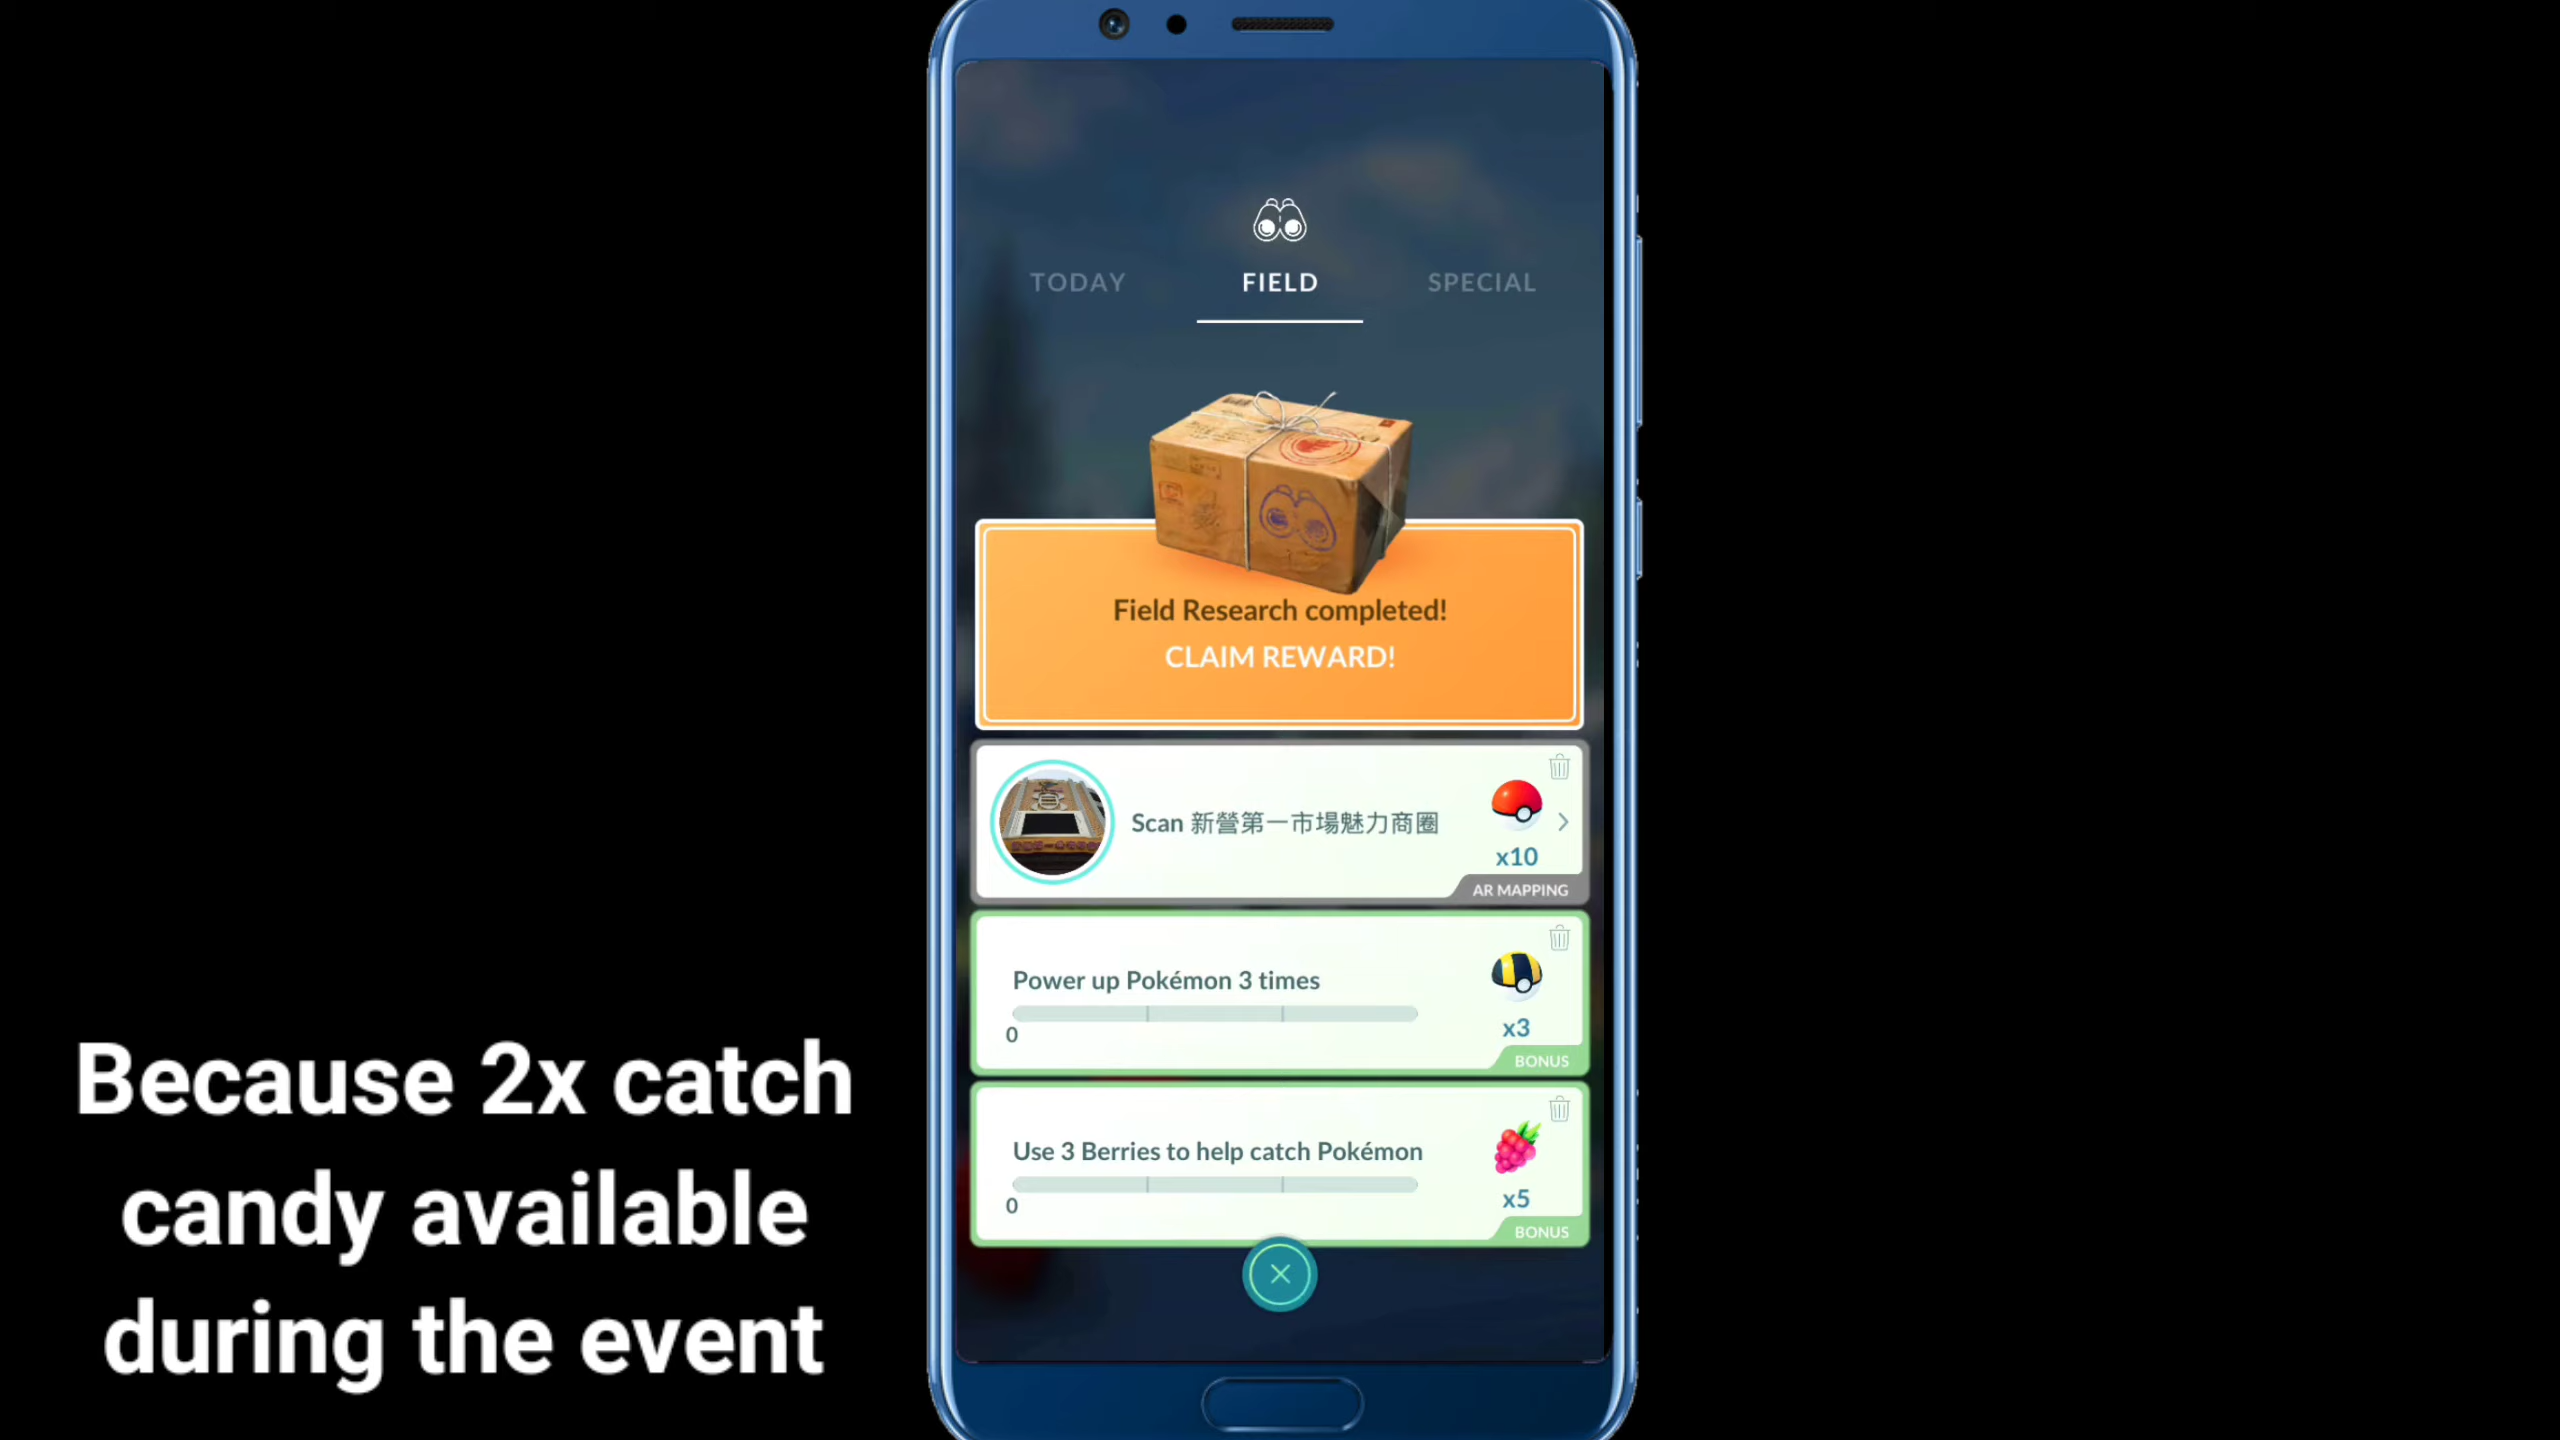 TODAY
FIELD
SPECIAL
Field Research completed!
CLAIM REWARD!
Scan 新營第一市場魅力商圈
x10
AR MAPPING
Power up Pokémon 3 times
0
x3
BONUS
Use 3 Berries to help catch Pokémon
0
x5
BONUS
Because 2x catch
candy available
during the event